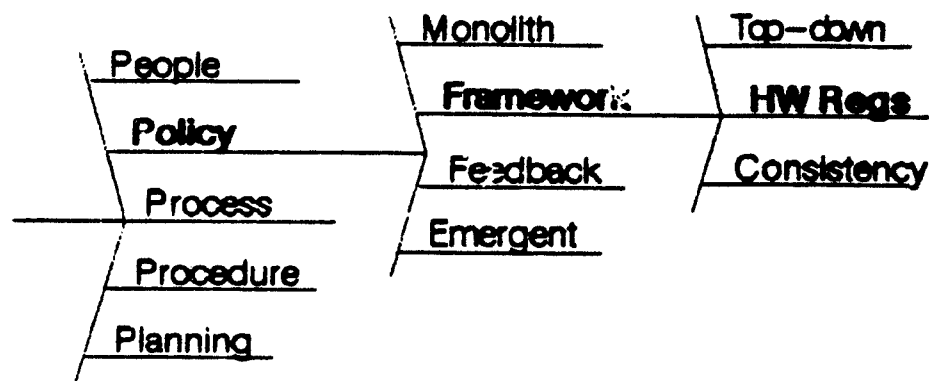 People
Policy
Process
Procedure
Planning
Monolith
Framework
Feedback
Emergent
Top-down
HW Regs
Consistency